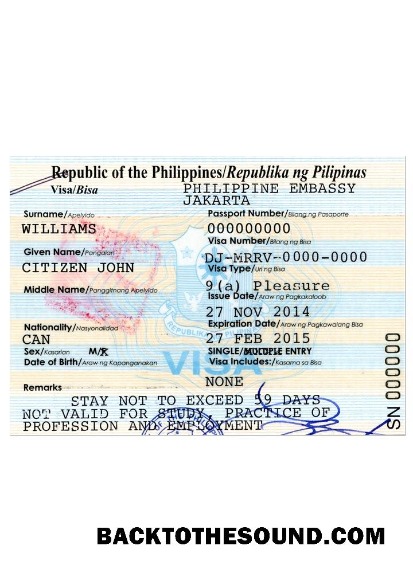 Republic of the Philippines/Republika ng Pilipinas
Visa/Bisa
PHILIPPINE EMBASSY
JAKARTA
Surname/Apelyido
WILLIAMS
Passport Number/Bilang ng Pasaporte
000000000
Visa Number/Bilang ng Bisa
Given Name/Pangalan
CITIZEN JOHN
DJ-MRRV-0000-0000
Visa Type/Uri ng Bisa
Middle Name/Panggitnang Apelyido
9(a) Pleasure
Issue Date/Araw ng Pagkakaloob
27 NOV 2014
Nationality/Nasyonalidad
CAN
Expiration Date/Araw ng Pagkawalang Bisa
27 FEB 2015
Sex/Kasarian M/
SINGLE/ ENTRY
Date of Birth/Araw ng Kapanganakan
Visa Includes:/Kasama sa Bisa
VISA
NONE
Remarks
STAY NOT TO EXCEED 59 DAYS
NOT VALID FOR STUDY, PRACTICE OF
PROFESSION AND EMPLOYMENT
SN 000000
BACKTOTHESOUND.COM